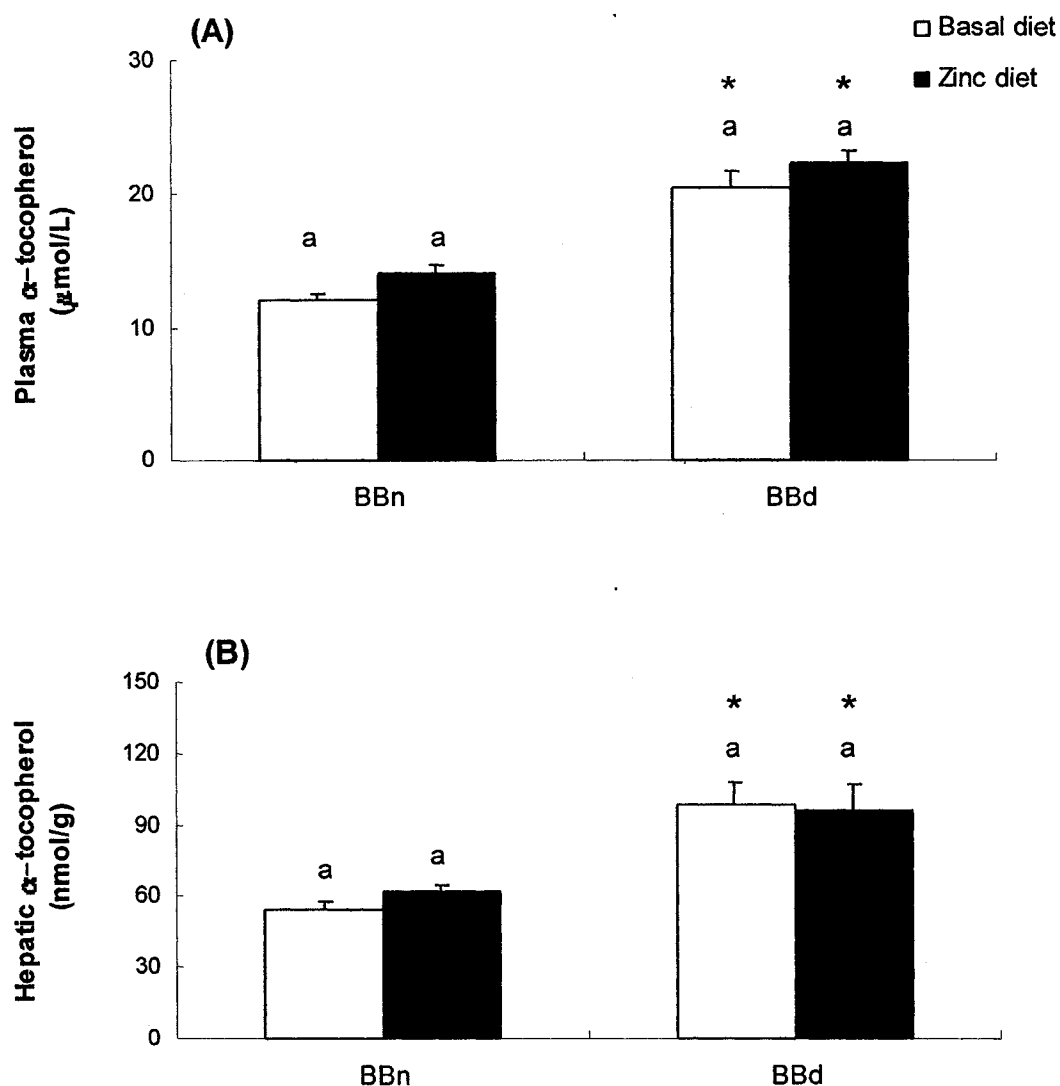 (A)
Basal diet
Zinc diet
Plasma α-tocopherol
(μmol/L)
30
20
10
0
a
a
*
*
a
a
BBn
BBd
(B)
Hepatic α-tocopherol
(nmol/g)
150
120
90
60
30
0
a
a
*
*
a
a
BBn
BBd